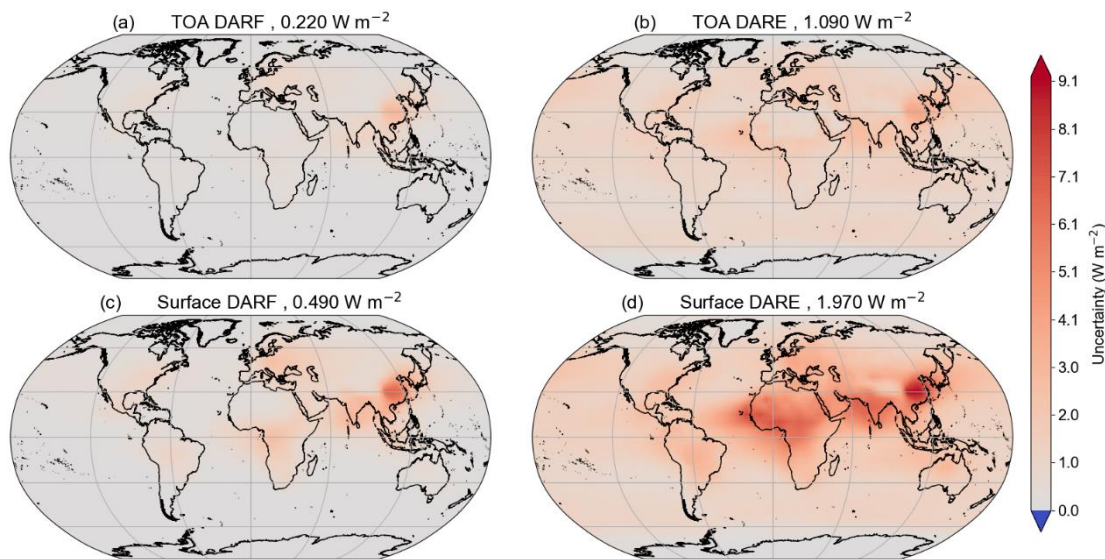 (a) TOA DARF , 0.220 W m⁻²
(b) TOA DARE , 1.090 W m⁻²
(c) Surface DARF , 0.490 W m⁻²
(d) Surface DARE , 1.970 W m⁻²
9.1
8.1
7.1
6.1
5.1
4.1
3.0
2.0
1.0
0.0
Uncertainty (W m⁻²)